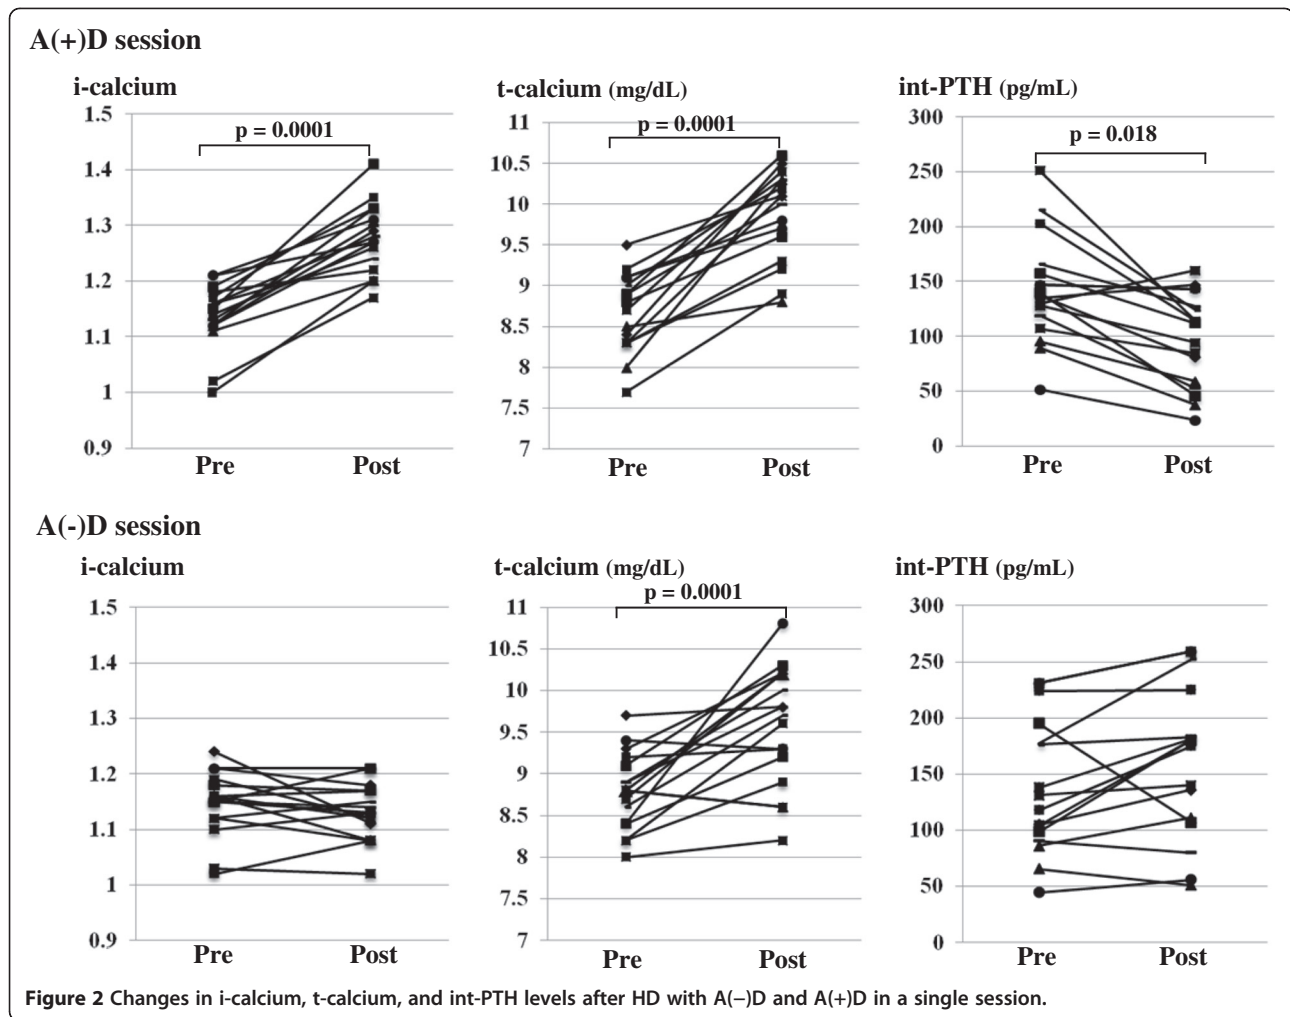 A(+)D session
i-calcium
1.5
1.4
1.3
1.2
1.1
1
0.9
p = 0.0001
Pre Post
t-calcium (mg/dL)
11
10.5
10
9.5
9
8.5
8
7.5
7
p = 0.0001
Pre Post
int-PTH (pg/mL)
300
250
200
150
100
50
0
p = 0.018
Pre Post
A(-)D session
i-calcium
1.5
1.4
1.3
1.2
1.1
1
0.9
Pre Post
t-calcium (mg/dL)
11
10.5
10
9.5
9
8.5
8
7.5
7
p = 0.0001
Pre Post
int-PTH (pg/mL)
300
250
200
150
100
50
0
Pre Post
Figure 2 Changes in i-calcium, t-calcium, and int-PTH levels after HD with A(−)D and A(+)D in a single session.